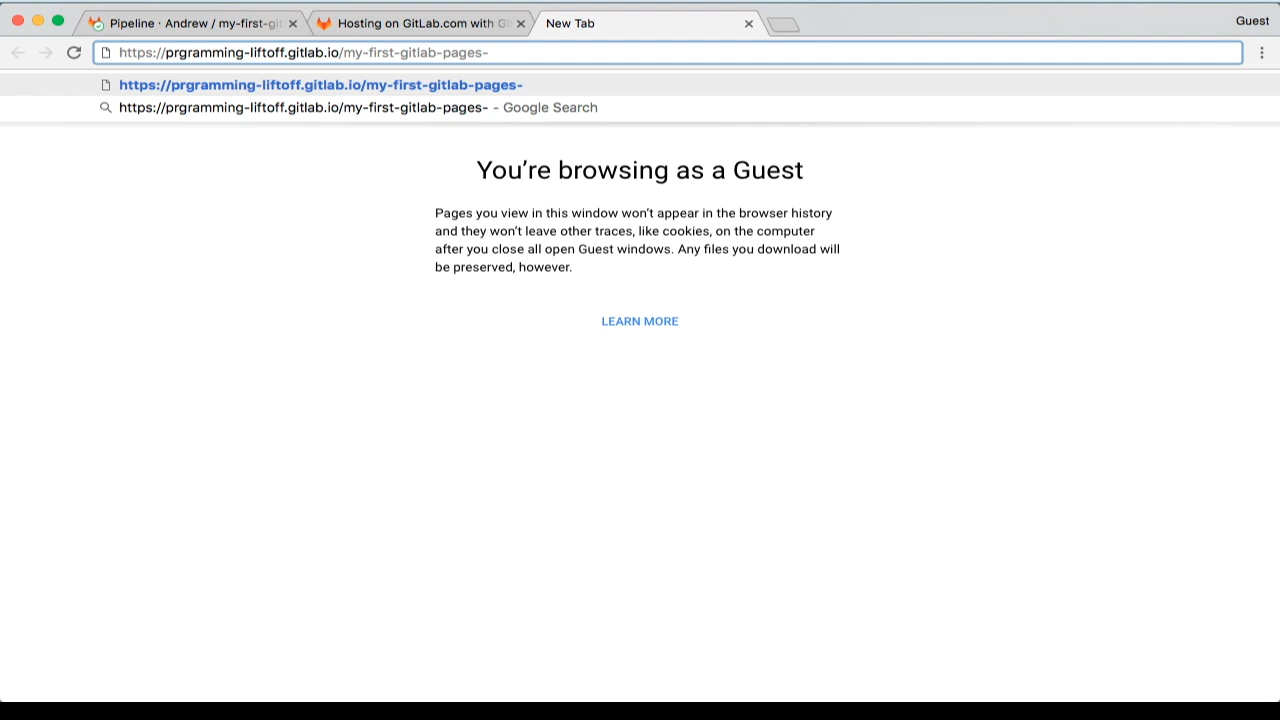 Pipeline · Andrew / my-first-git
Hosting on GitLab.com with Gi
New Tab
Guest
https://prgramming-liftoff.gitlab.io/my-first-gitlab-pages-
https://prgramming-liftoff.gitlab.io/my-first-gitlab-pages-
https://prgramming-liftoff.gitlab.io/my-first-gitlab-pages- - Google Search
You’re browsing as a Guest
Pages you view in this window won’t appear in the browser history
and they won’t leave other traces, like cookies, on the computer
after you close all open Guest windows. Any files you download will
be preserved, however.
LEARN MORE